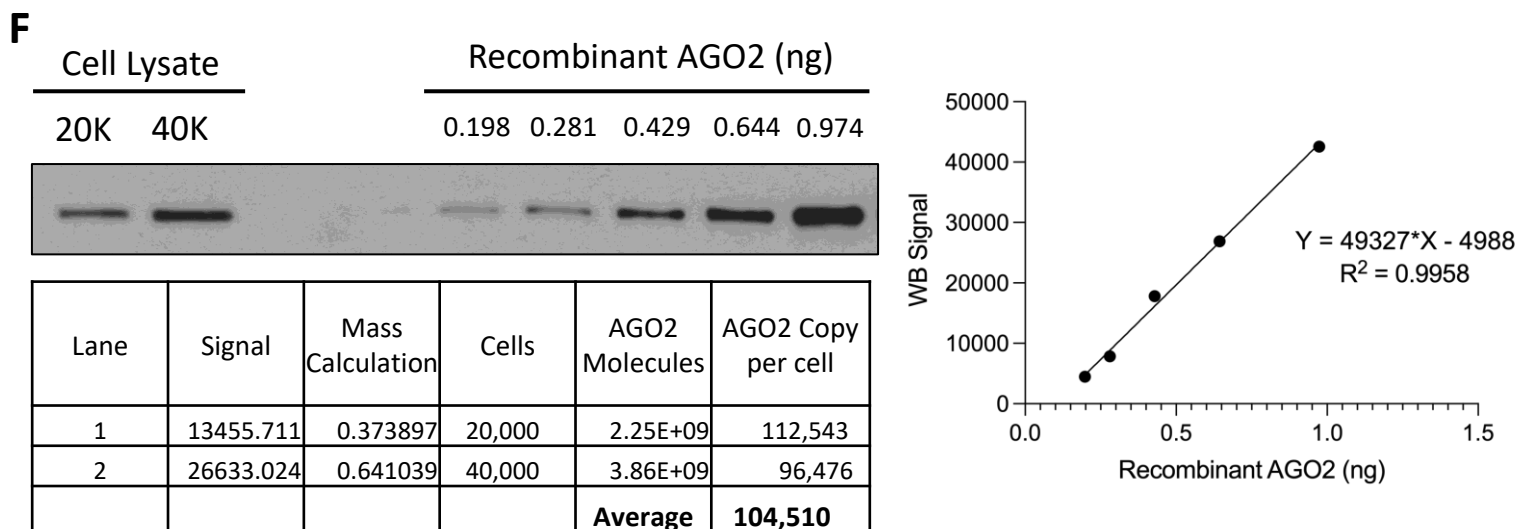 F
Cell Lysate
Recombinant AGO2 (ng)
20K 40K
0.198 0.281 0.429 0.644 0.974
Lane
Signal
Mass
Calculation
Cells
AGO2
Molecules
AGO2 Copy
per cell
1 13455.711 0.373897 20,000 2.25E+09 112,543
2 26633.024 0.641039 40,000 3.86E+09 96,476
Average 104,510
50000
40000
30000
20000
10000
0
WB Signal
Y = 49327*X - 4988
R² = 0.9958
0.0 0.5 1.0 1.5
Recombinant AGO2 (ng)